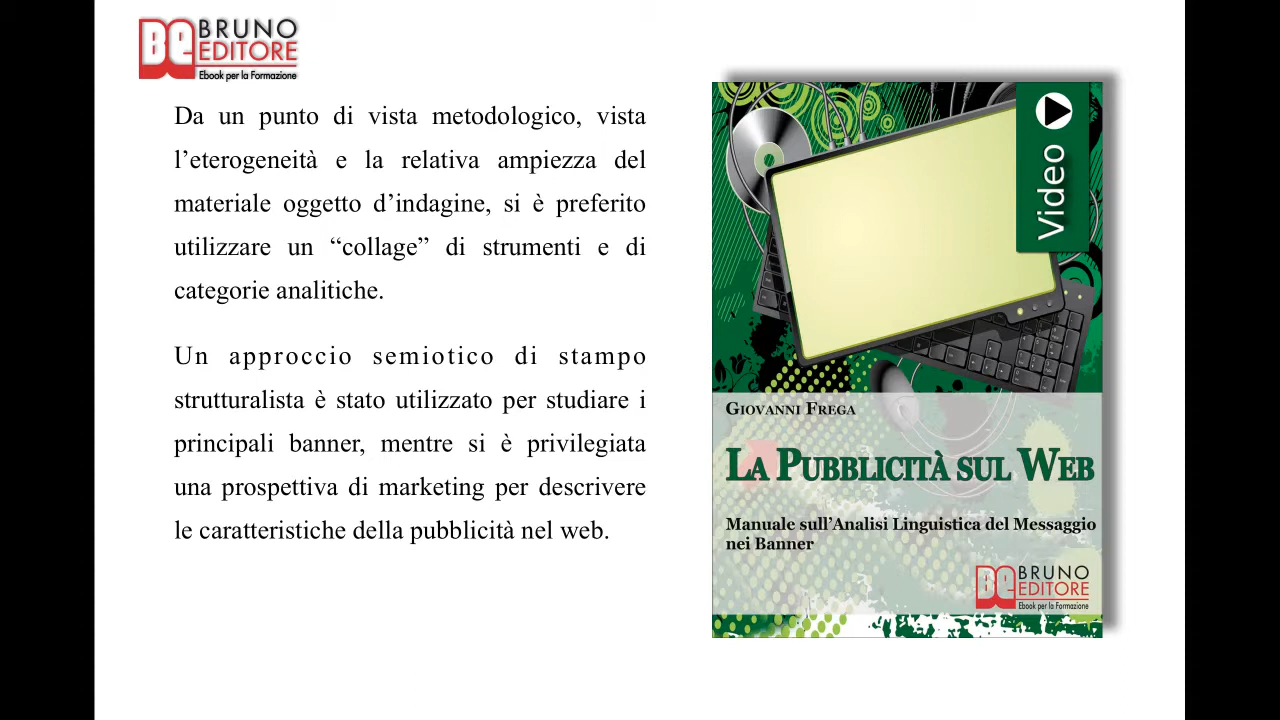 BRUNO
EDITORE
Ebook per la Formazione
Da un punto di vista metodologico, vista
l’eterogeneità e la relativa ampiezza del
materiale oggetto d’indagine, si è preferito
utilizzare un “collage” di strumenti e di
categorie analitiche.
Un approccio semiotico di stampo
strutturalista è stato utilizzato per studiare i
principali banner, mentre si è privilegiata
una prospettiva di marketing per descrivere
le caratteristiche della pubblicità nel web.
Video
GIOVANNI FREGA
LA PUBBLICITÀ SUL WEB
Manuale sull’Analisi Linguistica del Messaggio
nei Banner
BE BRUNO
EDITORE
Ebook per la Formazione